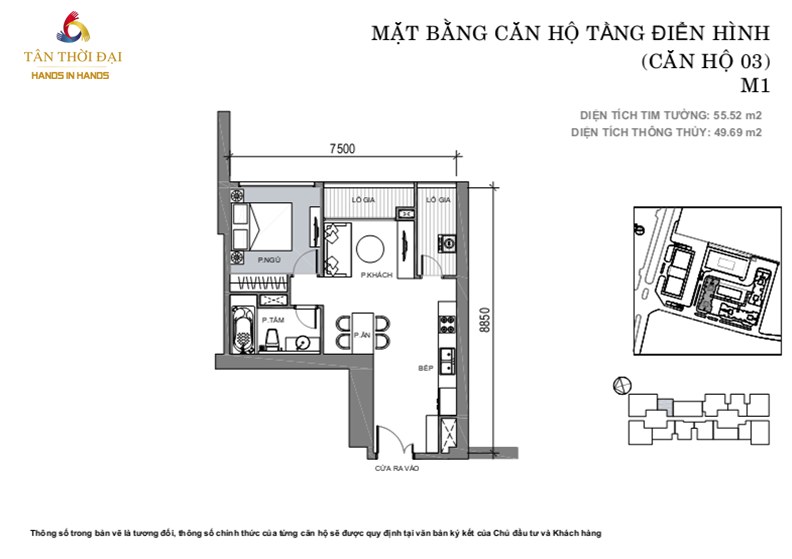 TÂN THỜI ĐẠI
HANDS IN HANDS
MẶT BẰNG CĂN HỘ TẦNG ĐIỂN HÌNH
(CĂN HỘ 03)
M1
DIỆN TÍCH TIM TƯỜNG: 55.52 m2
DIỆN TÍCH THÔNG THỦY: 49.69 m2
7500
LÔ GIA
LÔ GIA
P.NGỦ
P.KHÁCH
P.TẮM
P.ĂN
8850
BẾP
CỬA RA VÀO
Thông số trong bản vẽ là tương đối, thông số chính thức của từng căn hộ sẽ được quy định tại văn bản ký kết của Chủ đầu tư và Khách hàng